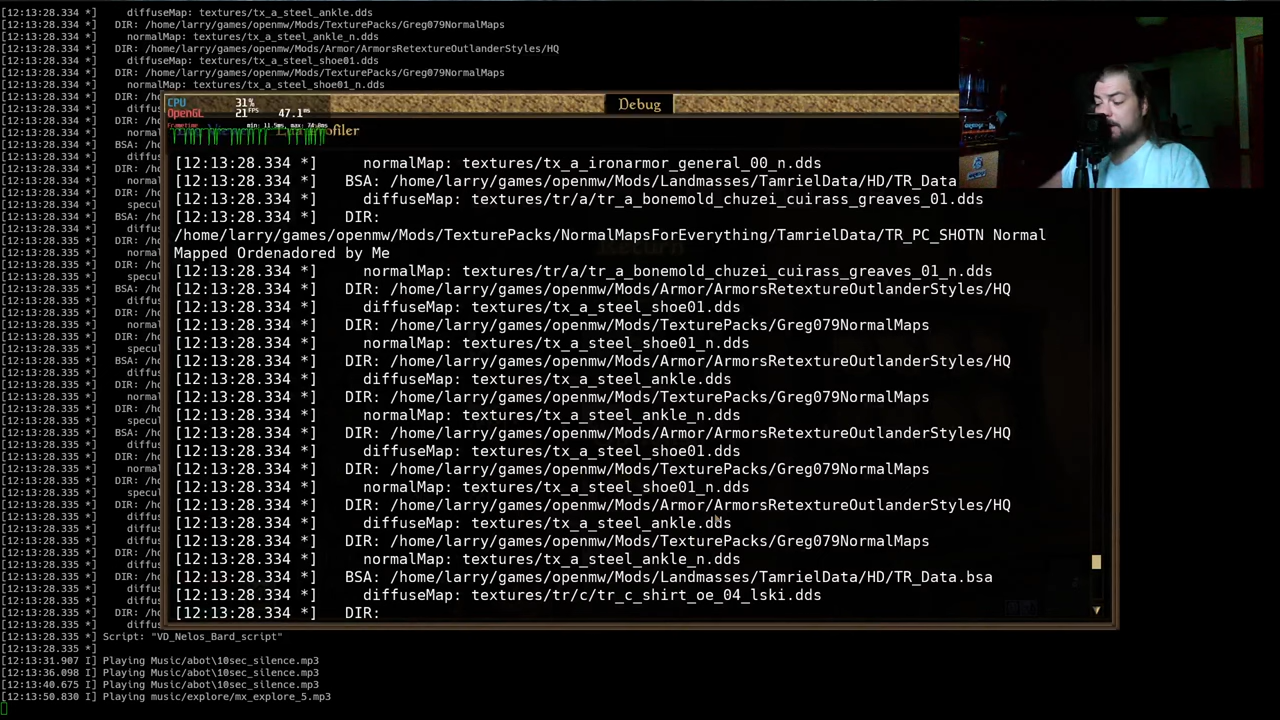 [12:13:28.334 *]     diffuseMap: textures/tx_a_steel_ankle.dds
[12:13:28.334 *]   DIR: /home/larry/games/openmw/Mods/TexturePacks/Greg079NormalMaps
[12:13:28.334 *]     normalMap: textures/tx_a_steel_ankle_n.dds
[12:13:28.334 *]   DIR: /home/larry/games/openmw/Mods/Armor/ArmorsRetextureOutlanderStyles/HQ
[12:13:28.334 *]     diffuseMap: textures/tx_a_steel_shoe01.dds
[12:13:28.334 *]   DIR: /home/larry/games/openmw/Mods/TexturePacks/Greg079NormalMaps
[12:13:28.334 *]     normalMap: textures/tx_a_steel_shoe01_n.dds
CPU 31%
OpenGL 21 FPS 47.1 ms
Frametime min: 11.5ms, max: 74.0ms
Debug
[12:13:28.334 *]     normalMap: textures/tx_a_ironarmor_general_00_n.dds
[12:13:28.334 *]   BSA: /home/larry/games/openmw/Mods/Landmasses/TamrielData/HD/TR_Data
[12:13:28.334 *]     diffuseMap: textures/tr/a/tr_a_bonemold_chuzei_cuirass_greaves_01.dds
[12:13:28.334 *]   DIR:
/home/larry/games/openmw/Mods/TexturePacks/NormalMapsForEverything/TamrielData/TR_PC_SHOTN Normal
Mapped Ordenadored by Me
[12:13:28.334 *]     normalMap: textures/tr/a/tr_a_bonemold_chuzei_cuirass_greaves_01_n.dds
[12:13:28.334 *]   DIR: /home/larry/games/openmw/Mods/Armor/ArmorsRetextureOutlanderStyles/HQ
[12:13:28.334 *]     diffuseMap: textures/tx_a_steel_shoe01.dds
[12:13:28.334 *]   DIR: /home/larry/games/openmw/Mods/TexturePacks/Greg079NormalMaps
[12:13:28.334 *]     normalMap: textures/tx_a_steel_shoe01_n.dds
[12:13:28.334 *]   DIR: /home/larry/games/openmw/Mods/Armor/ArmorsRetextureOutlanderStyles/HQ
[12:13:28.334 *]     diffuseMap: textures/tx_a_steel_ankle.dds
[12:13:28.334 *]   DIR: /home/larry/games/openmw/Mods/TexturePacks/Greg079NormalMaps
[12:13:28.334 *]     normalMap: textures/tx_a_steel_ankle_n.dds
[12:13:28.334 *]   DIR: /home/larry/games/openmw/Mods/Armor/ArmorsRetextureOutlanderStyles/HQ
[12:13:28.334 *]     diffuseMap: textures/tx_a_steel_shoe01.dds
[12:13:28.334 *]   DIR: /home/larry/games/openmw/Mods/TexturePacks/Greg079NormalMaps
[12:13:28.334 *]     normalMap: textures/tx_a_steel_shoe01_n.dds
[12:13:28.334 *]   DIR: /home/larry/games/openmw/Mods/Armor/ArmorsRetextureOutlanderStyles/HQ
[12:13:28.334 *]     diffuseMap: textures/tx_a_steel_ankle.dds
[12:13:28.334 *]   DIR: /home/larry/games/openmw/Mods/TexturePacks/Greg079NormalMaps
[12:13:28.334 *]     normalMap: textures/tx_a_steel_ankle_n.dds
[12:13:28.334 *]   BSA: /home/larry/games/openmw/Mods/Landmasses/TamrielData/HD/TR_Data.bsa
[12:13:28.334 *]     diffuseMap: textures/tr/c/tr_c_shirt_oe_04_lski.dds
[12:13:28.334 *]   DIR:
[12:13:28.335 *] Script: "VD_Nelos_Bard_script"
[12:13:28.335 *]
[12:13:31.907 I] Playing Music/abot\10sec_silence.mp3
[12:13:36.098 I] Playing Music/abot\10sec_silence.mp3
[12:13:40.675 I] Playing Music/abot\10sec_silence.mp3
[12:13:50.830 I] Playing music/explore/mx_explore_5.mp3